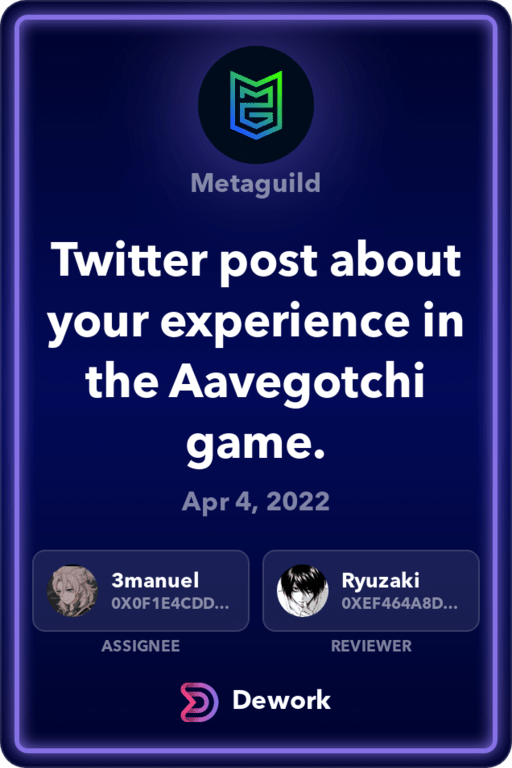 Metaguild
Twitter post about
your experience in
the Aavegotchi
game.
Apr 4, 2022
3manuel
0X0F1E4CDD...
ASSIGNEE
Ryuzaki
0XEF464A8D...
REVIEWER
Dework